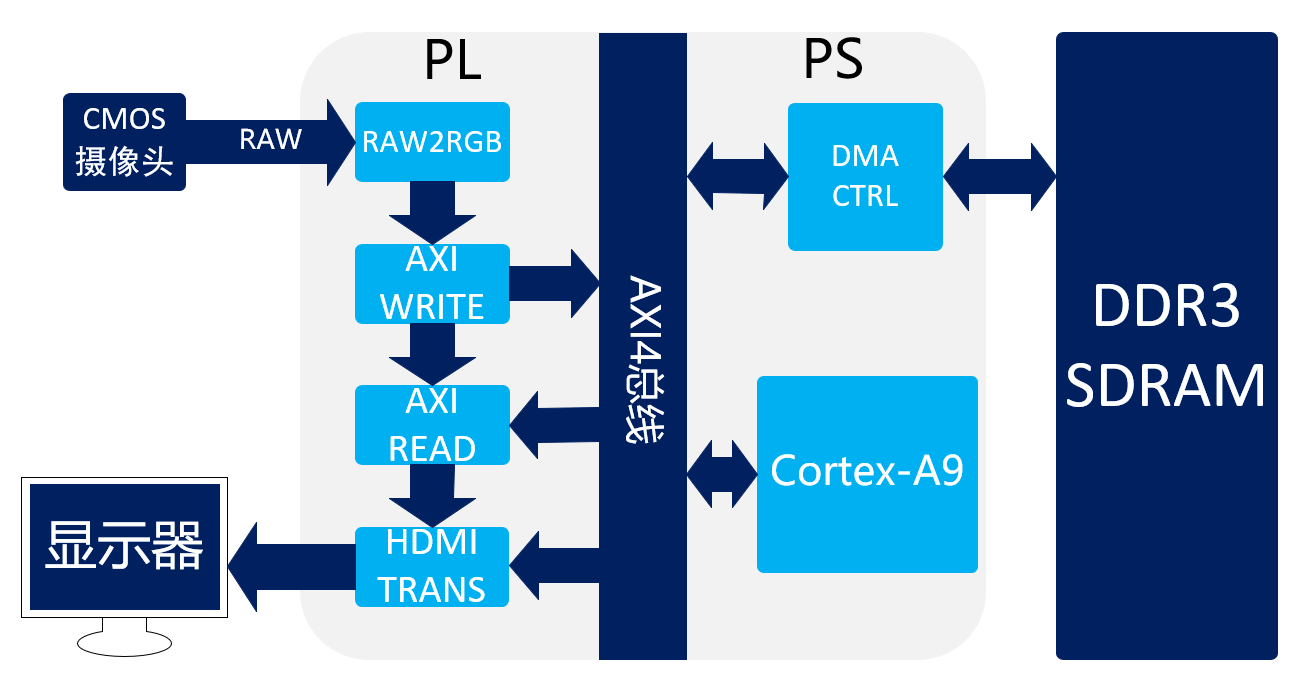 PL
PS
CMOS
摄像头
RAW
RAW2RGB
DMA
CTRL
AXI
WRITE
AXI4总线
DDR3
SDRAM
AXI
READ
Cortex-A9
显示器
HDMI
TRANS